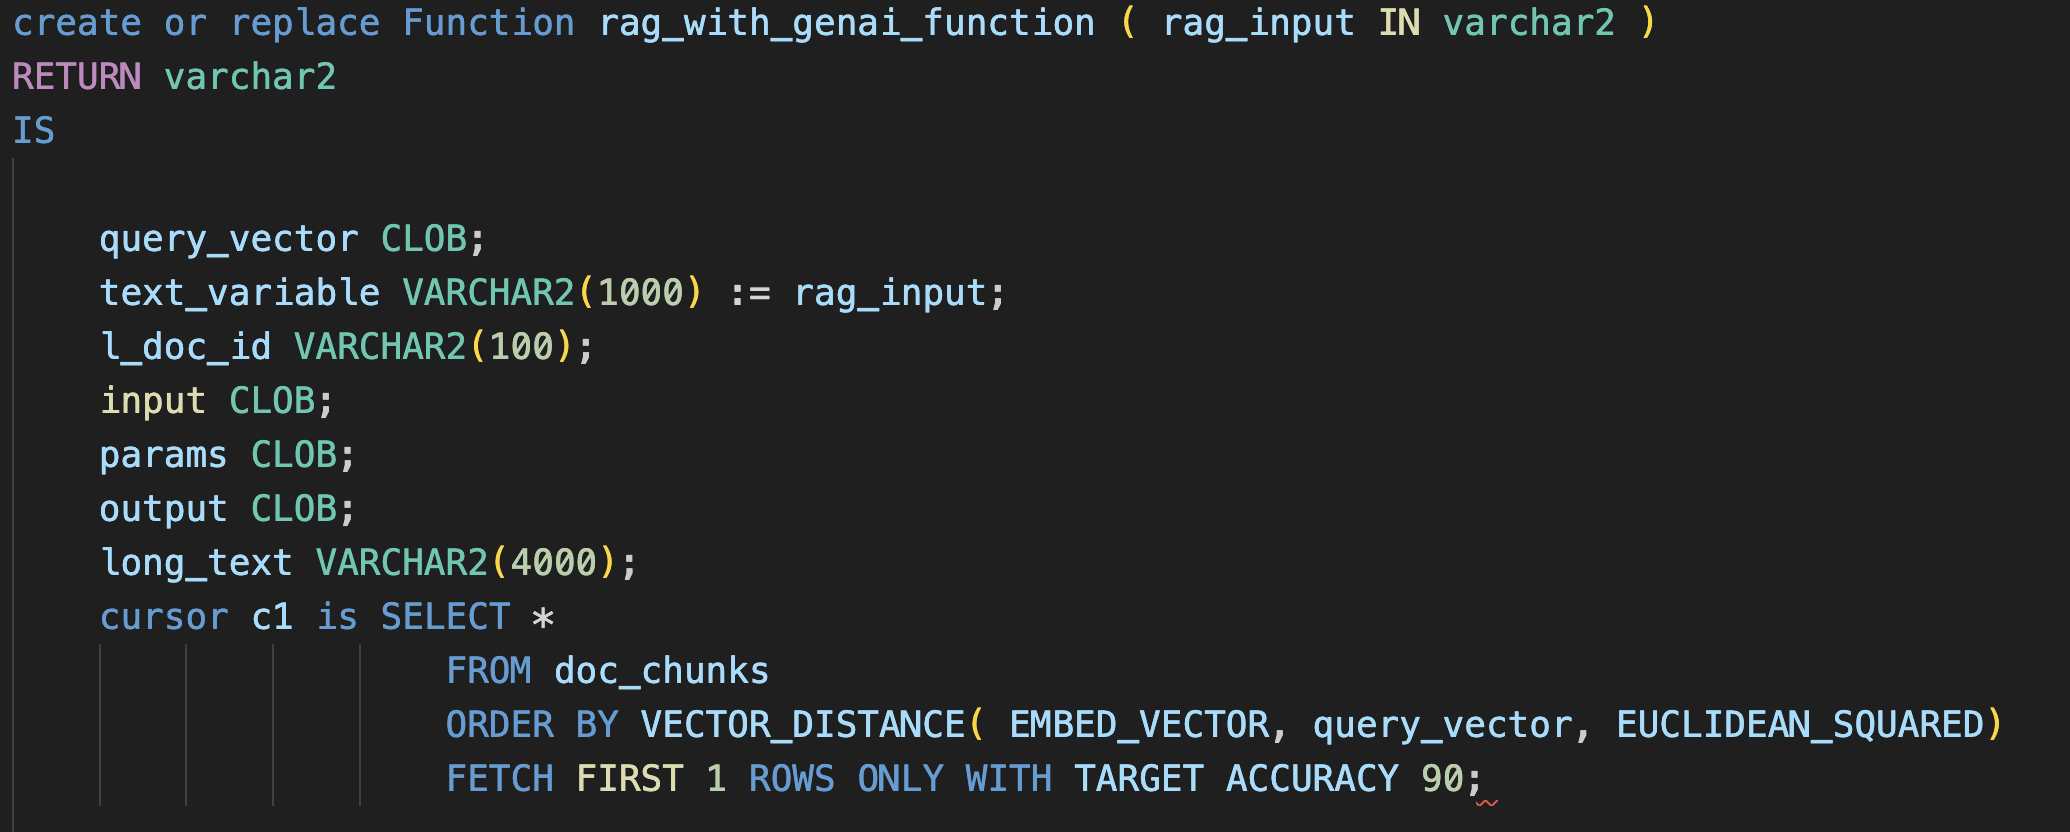 create or replace Function rag_with_genai_function ( rag_input IN varchar2 )
RETURN varchar2
IS
query_vector CLOB;
text_variable VARCHAR2(1000) := rag_input;
l_doc_id VARCHAR2(100);
input CLOB;
params CLOB;
output CLOB;
long_text VARCHAR2(4000);
cursor c1 is SELECT *
FROM doc_chunks
ORDER BY VECTOR_DISTANCE( EMBED_VECTOR, query_vector, EUCLIDEAN_SQUARED)
FETCH FIRST 1 ROWS ONLY WITH TARGET ACCURACY 90;